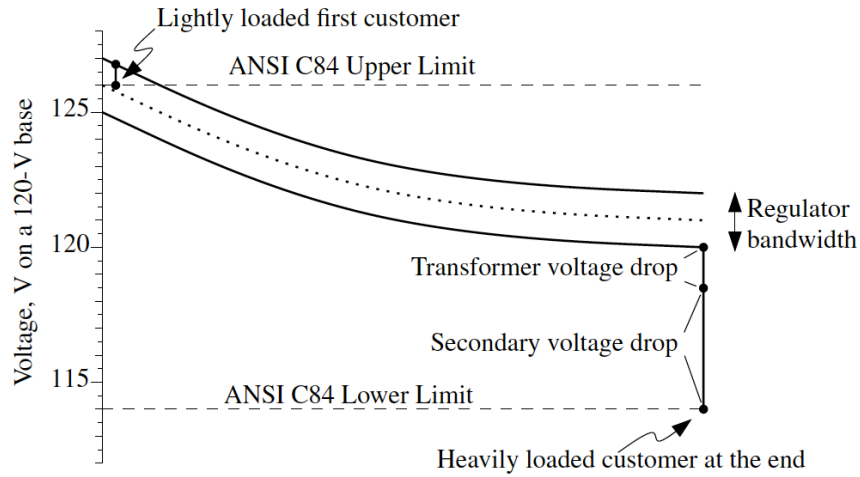 Lightly loaded first customer
ANSI C84 Upper Limit
125
Voltage, V on a 120-V base
Regulator
bandwidth
120
Transformer voltage drop
Secondary voltage drop
115
ANSI C84 Lower Limit
Heavily loaded customer at the end